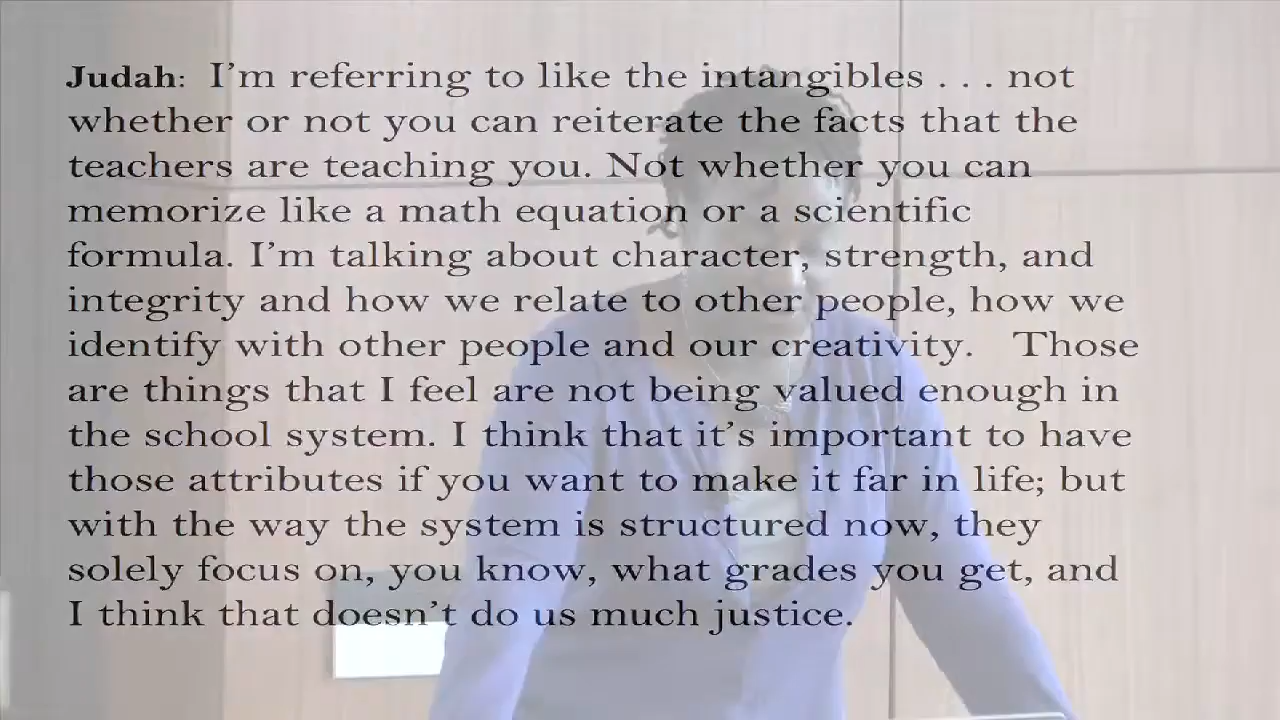 Judah:  I’m referring to like the intangibles . . . not
whether or not you can reiterate the facts that the
teachers are teaching you. Not whether you can
memorize like a math equation or a scientific
formula. I’m talking about character, strength, and
integrity and how we relate to other people, how we
identify with other people and our creativity.   Those
are things that I feel are not being valued enough in
the school system. I think that it’s important to have
those attributes if you want to make it far in life; but
with the way the system is structured now, they
solely focus on, you know, what grades you get, and
I think that doesn’t do us much justice.